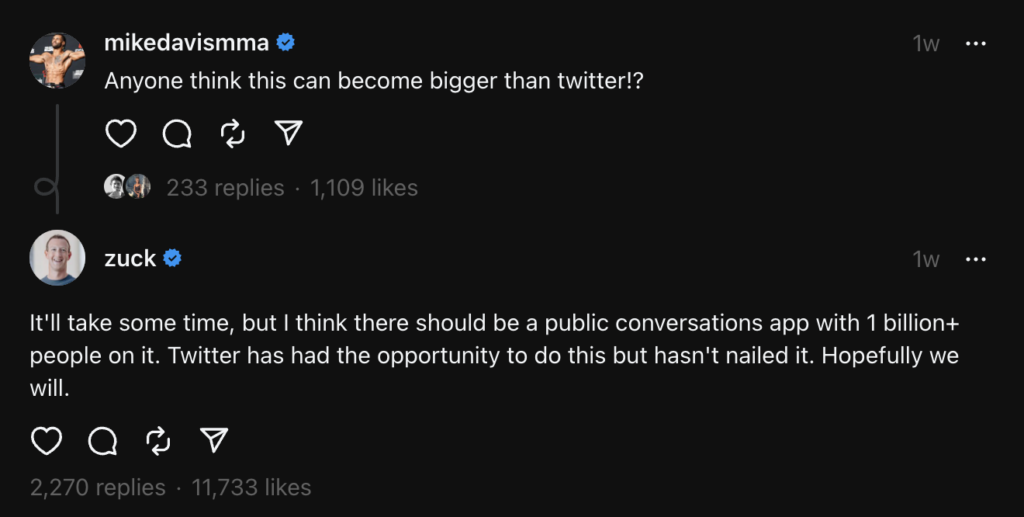 mikedavismma
1w
Anyone think this can become bigger than twitter!?
233 replies · 1,109 likes
zuck
1w
It'll take some time, but I think there should be a public conversations app with 1 billion+
people on it. Twitter has had the opportunity to do this but hasn't nailed it. Hopefully we
will.
2,270 replies · 11,733 likes